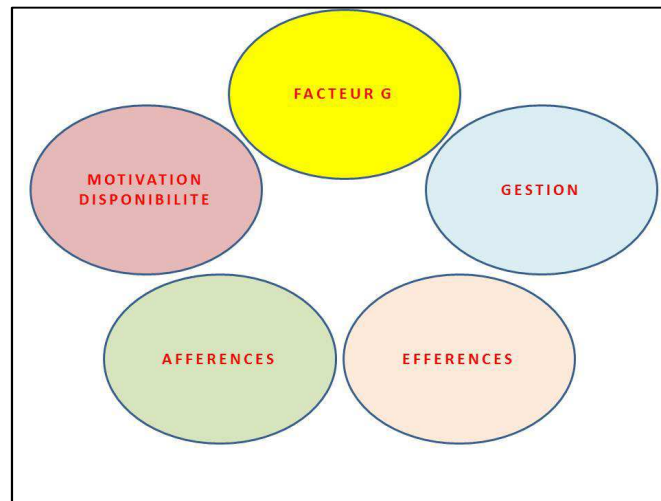 FACTEUR G
MOTIVATION
DISPONIBILITE
GESTION
AFFERENCES
EFFERENCES